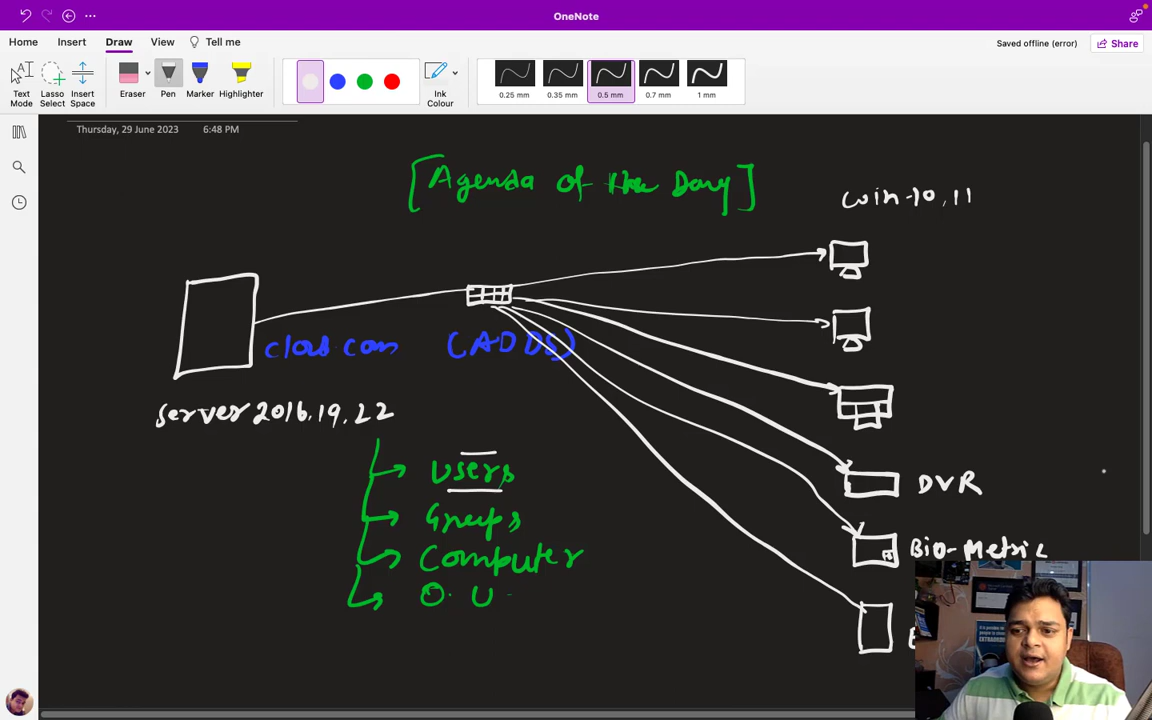 OneNote
Home Insert Draw View Tell me
Saved offline (error) Share
Text Mode
Lasso Select
Insert Space
Eraser
Pen
Marker
Highlighter
Ink Colour
0.25 mm
0.35 mm
0.5 mm
0.7 mm
1 mm
Thursday, 29 June 2023 6:48 PM
[Agenda of the Day]
win-10,11
(ADDS)
server 2016,19,22
Users
Groups
Computer
O.U
DVR
Bio-Metric